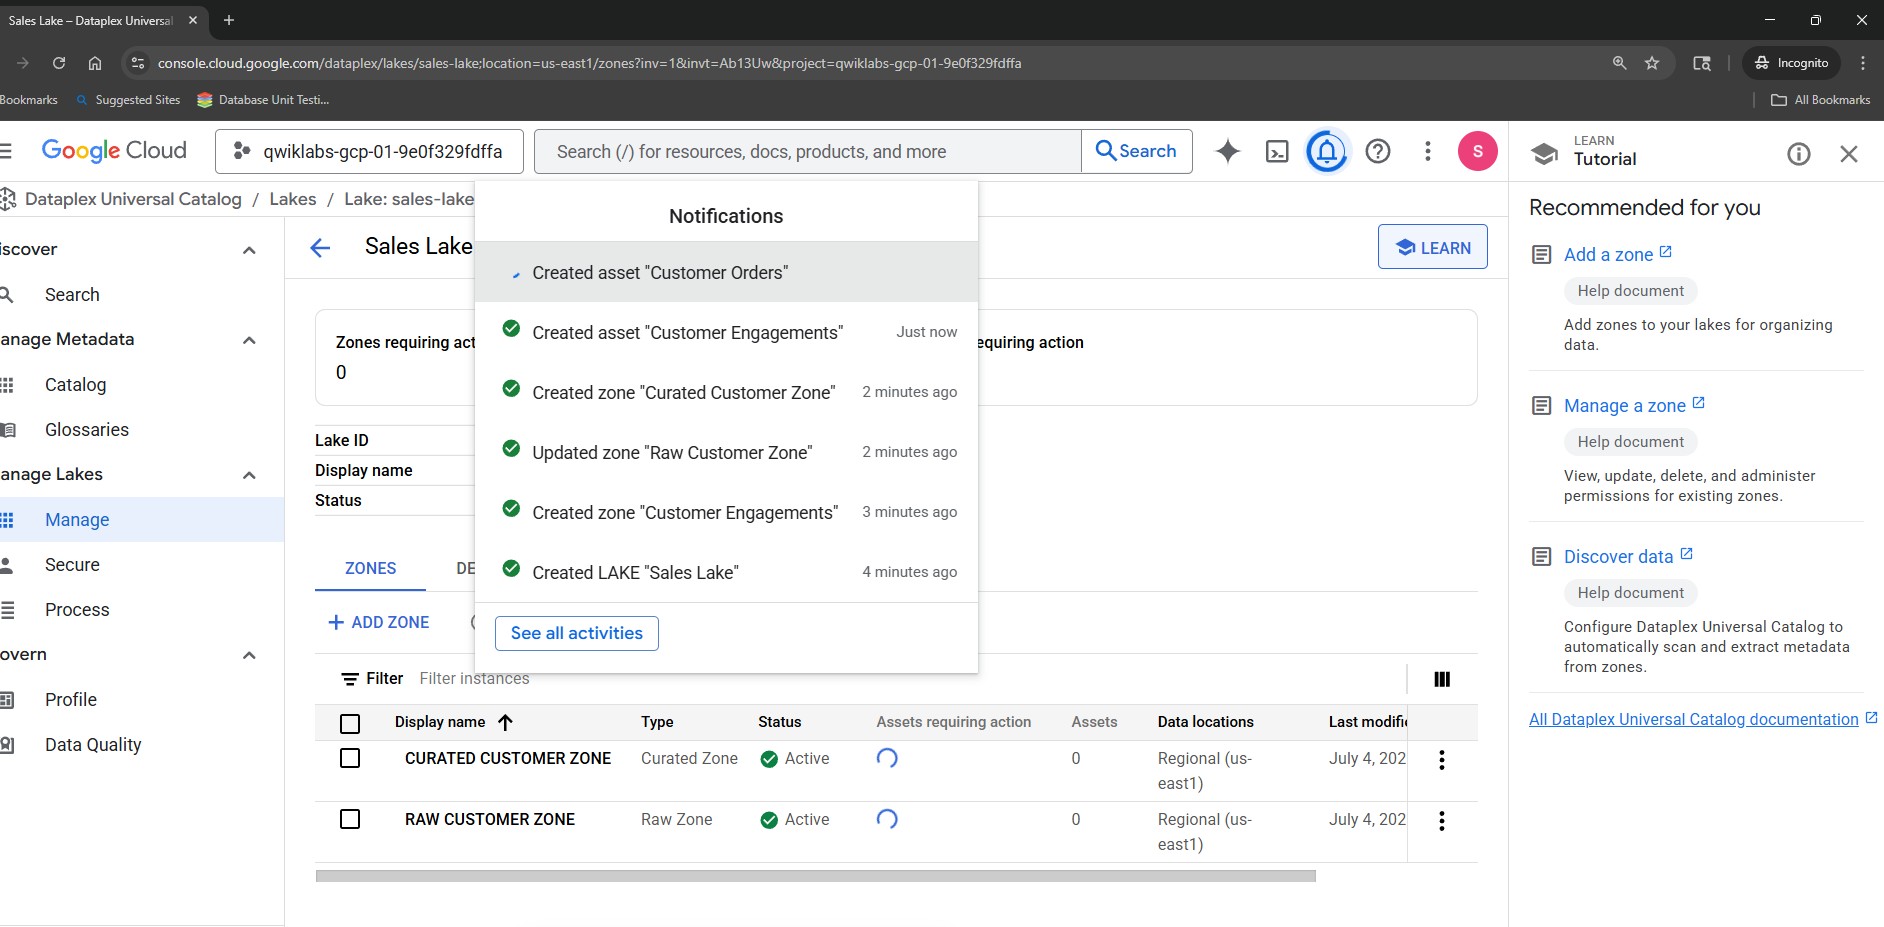 Sales Lake – Dataplex Universal
console.cloud.google.com/dataplex/lakes/sales-lake;location=us-east1/zones?inv=1&invt=Ab13Uw&project=qwiklabs-gcp-01-9e0f329fdffa
Incognito
Bookmarks
Suggested Sites
Database Unit Testi...
All Bookmarks
Google Cloud
qwiklabs-gcp-01-9e0f329fdffa
Search (/) for resources, docs, products, and more
Search
S
LEARN
Tutorial
Dataplex Universal Catalog / Lakes / Lake: sales-lake
iscover
Search
anage Metadata
Catalog
Glossaries
anage Lakes
Manage
Secure
Process
overn
Profile
Data Quality
Sales Lake
LEARN
Zones requiring act
0
equiring action
Lake ID
Display name
Status
ZONES
DE
ADD ZONE
Notifications
Created asset "Customer Orders"
Created asset "Customer Engagements" Just now
Created zone "Curated Customer Zone" 2 minutes ago
Updated zone "Raw Customer Zone" 2 minutes ago
Created zone "Customer Engagements" 3 minutes ago
Created LAKE "Sales Lake" 4 minutes ago
See all activities
Filter Filter instances
Display name Type Status Assets requiring action Assets Data locations Last modific
CURATED CUSTOMER ZONE Curated Zone Active 0 Regional (us-east1) July 4, 202
RAW CUSTOMER ZONE Raw Zone Active 0 Regional (us-east1) July 4, 202
Recommended for you
Add a zone
Help document
Add zones to your lakes for organizing
data.
Manage a zone
Help document
View, update, delete, and administer
permissions for existing zones.
Discover data
Help document
Configure Dataplex Universal Catalog to
automatically scan and extract metadata
from zones.
All Dataplex Universal Catalog documentation